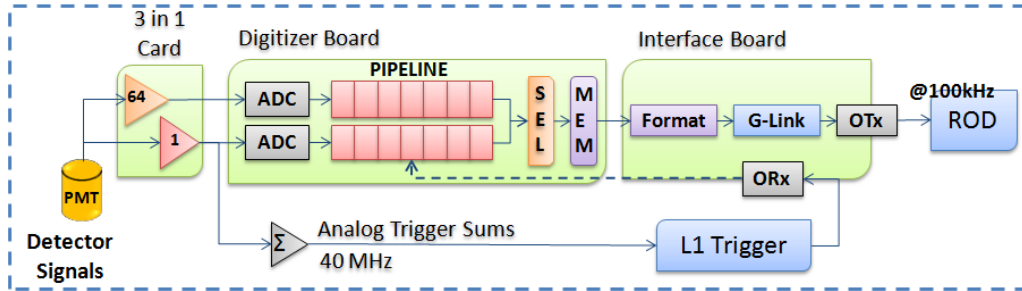 3 in 1
Card
Digitizer Board
Interface Board
PIPELINE
@100kHz
64
ADC
S
E
L
M
E
M
Format
G-Link
OTx
ROD
1
ADC
PMT
ORx
Detector
Signals
Σ
Analog Trigger Sums
40 MHz
L1 Trigger